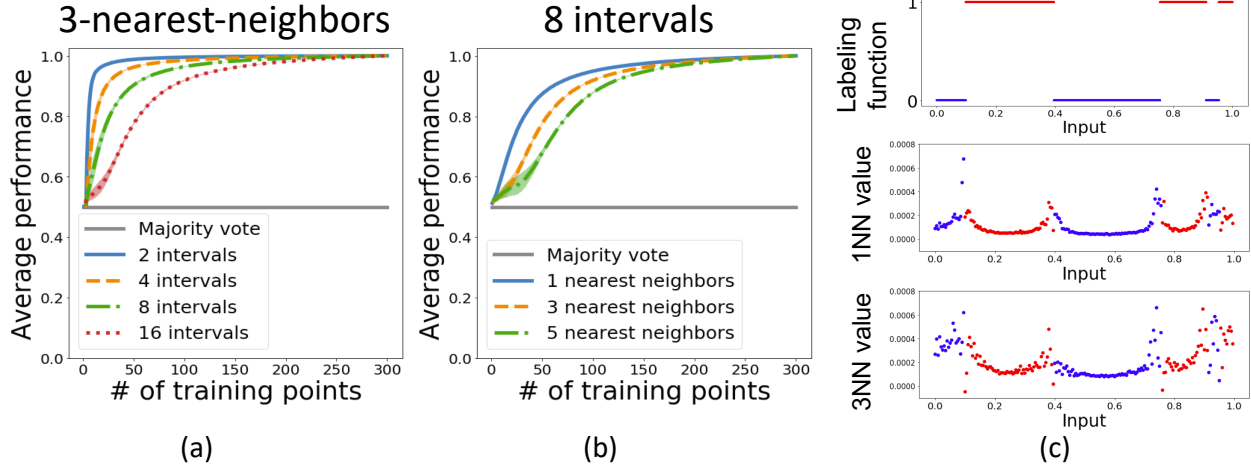 3-nearest-neighbors
Average performance
1.0
0.8
0.6
0.4
0.2
0.0
Majority vote
2 intervals
4 intervals
8 intervals
16 intervals
0 50 100 150 200 250 300
# of training points
(a)
8 intervals
Average performance
1.0
0.8
0.6
0.4
0.2
0.0
Majority vote
1 nearest neighbors
3 nearest neighbors
5 nearest neighbors
0 50 100 150 200 250 300
# of training points
(b)
Labeling
function
1
0
0.0 0.2 0.4 0.6 0.8 1.0
Input
1NN value
0.0008
0.0006
0.0004
0.0002
0.0000
0.0 0.2 0.4 0.6 0.8 1.0
Input
3NN value
0.0008
0.0006
0.0004
0.0002
0.0000
0.0 0.2 0.4 0.6 0.8 1.0
Input
(c)